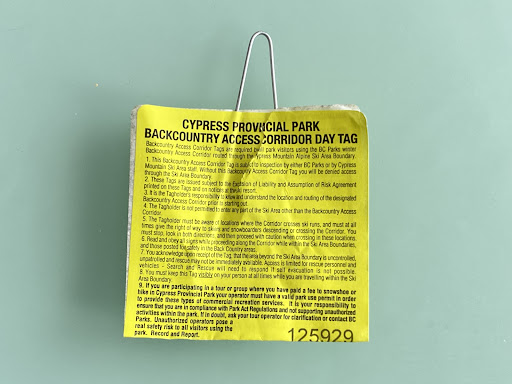 CYPRESS PROVINCIAL PARK
BACKCOUNTRY ACCESS CORRIDOR DAY TAG
Backcountry Access Corridor Tags are required by all park visitors using the BC Parks winter
Backcountry Access Corridor routed through the Cypress Mountain Alpine Ski Area Boundary.
1. This Backcountry Access Corridor Tag is subject to inspection by either BC Parks or by Cypress
Mountain Ski Area staff. Without this Backcountry Access Corridor Tag you will be denied access
through the Ski Area Boundary.
2. These Tags are issued subject to the Exclusion of Liability and Assumption of Risk Agreement
printed on these Tags and on notices at the ski resort.
3. It is the Tagholder's responsibility to know and understand the location and routing of the designated
Backcountry Access Corridor prior to starting out.
4. The Tagholder is not permitted to enter any part of the Ski Area other than the Backcountry Access
Corridor.
5. The Tagholder must be aware of locations where the Corridor crosses ski runs, and must at all
times give the right of way to skiers and snowboarders descending or crossing the Corridor. You
must stop, look in both directions, and then proceed with caution when crossing in these locations.
6. Read and obey all signs while proceeding along the Corridor while within the Ski Area Boundaries,
and those posted for safety in the Back Country areas.
7. You acknowledge upon receipt of the Tag, that the area beyond the Ski Area Boundary is uncontrolled,
unpatrolled and rescue may not be immediately available. Access is limited for rescue personnel and
vehicles - Search and Rescue will need to respond if self evacuation is not possible.
8. You must keep this Tag visible on your person at all times while you are travelling within the Ski
Area Boundary.
9. If you are participating in a tour or group where you have paid a fee to snowshoe or
hike in Cypress Provincial Park your operator must have a valid park use permit in order
to provide these types of commercial recreation services. It is your responsibility to
ensure that you are in compliance with Park Act Regulations and not supporting unauthorized
activities within the park. If in doubt, ask your tour operator for clarification or contact BC
Parks. Unauthorized operators pose a
real safety risk to all visitors using the
park. Record and Report.
125929